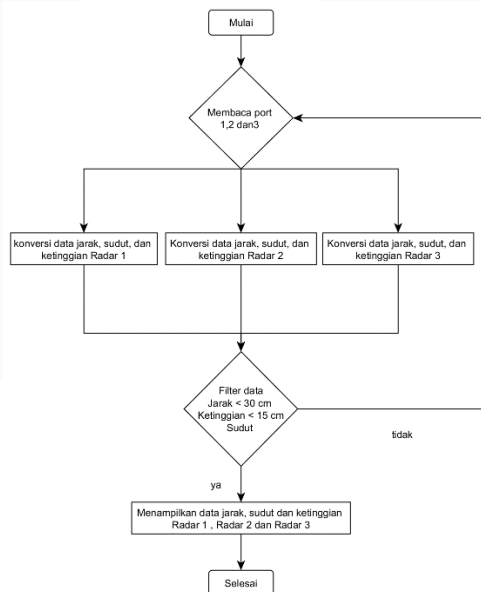 Mulai
Membaca port
1,2 dan3
konversi data jarak, sudut, dan
ketinggian Radar 1
Konversi data jarak, sudut, dan
ketinggian Radar 2
Konversi data jarak, sudut, dan
ketinggian Radar 3
Filter data
Jarak < 30 cm
Ketinggian < 15 cm
Sudut
tidak
ya
Menampilkan data jarak, sudut dan ketinggian
Radar 1 , Radar 2 dan Radar 3
Selesai